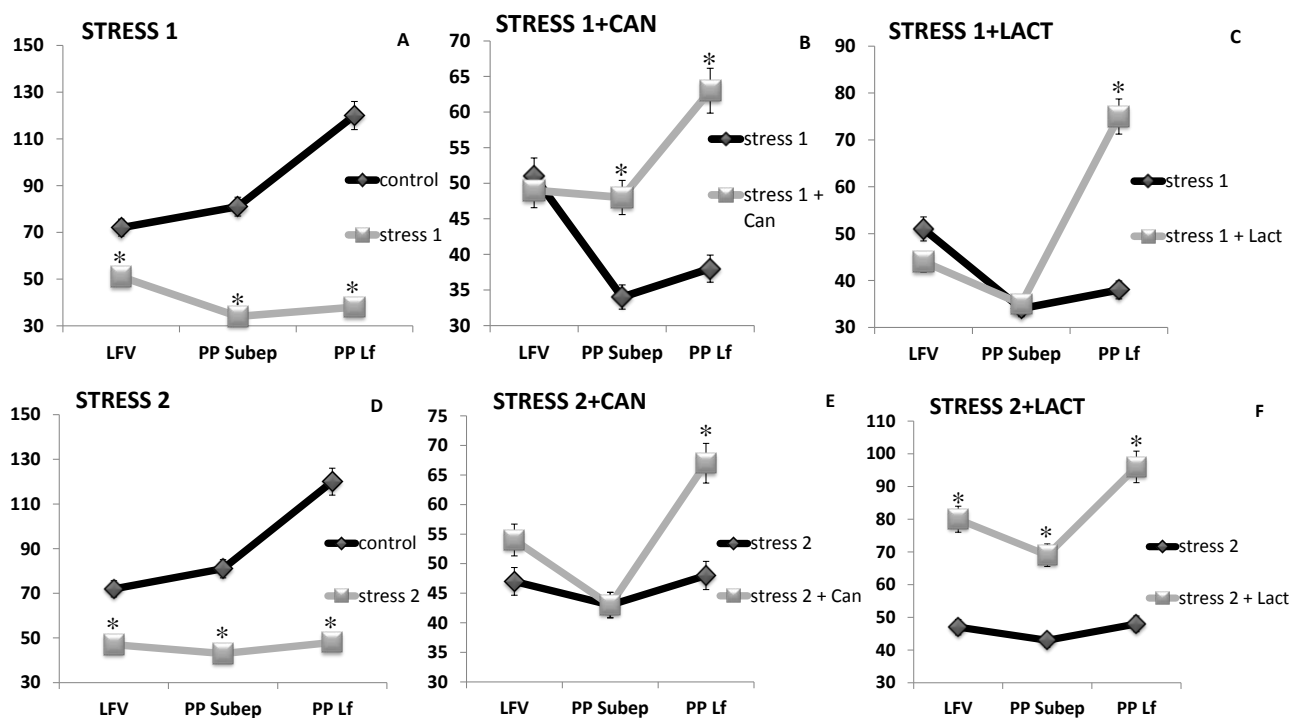 STRESS 1
A
150
130
110
90
70
50
30
control
stress 1
*
*
*
LFV PP Subep PP Lf
STRESS 1+CAN
B
70
65
60
55
50
45
40
35
30
*
*
stress 1
stress 1 +
Can
LFV PP Subep PP Lf
STRESS 1+LACT
C
90
80
70
60
50
40
30
*
stress 1
stress 1 + Lact
LFV PP Subep PP Lf
STRESS 2
D
150
130
110
90
70
50
30
control
stress 2
*
*
*
LFV PP Subep PP Lf
STRESS 2+CAN
E
75
70
65
60
55
50
45
40
35
30
*
stress 2
stress 2 + Can
LFV PP Subep PP Lf
STRESS 2+LACT
F
110
100
90
80
70
60
50
40
30
*
*
*
stress 2
stress 2 + Lact
LFV PP Subep PP Lf